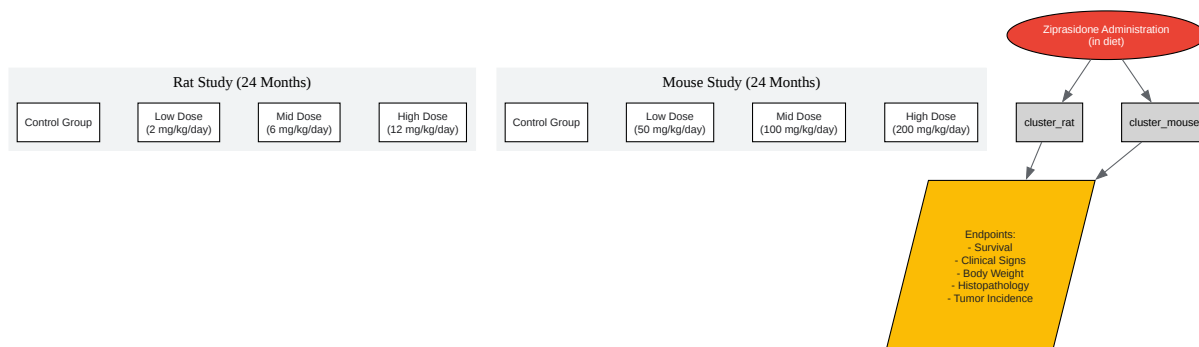 Ziprasidone Administration
(in diet)
Rat Study (24 Months)
Mouse Study (24 Months)
Control Group
Low Dose
(2 mg/kg/day)
Mid Dose
(6 mg/kg/day)
High Dose
(12 mg/kg/day)
Control Group
Low Dose
(50 mg/kg/day)
Mid Dose
(100 mg/kg/day)
High Dose
(200 mg/kg/day)
cluster_rat
cluster_mouse
Endpoints:
- Survival
- Clinical Signs
- Body Weight
- Histopathology
- Tumor Incidence